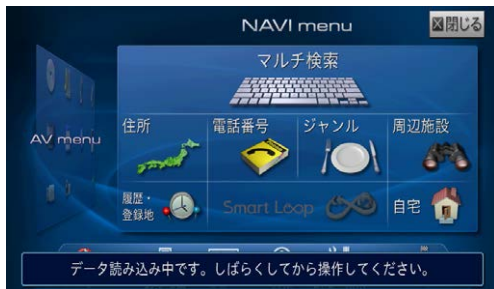 NAVI menu
閉じる
マルチ検索
AV menu
住所
電話番号
ジャンル
周辺施設
履歴・
登録地
Smart Loop
自宅
データ読み込み中です。しばらくしてから操作してください。